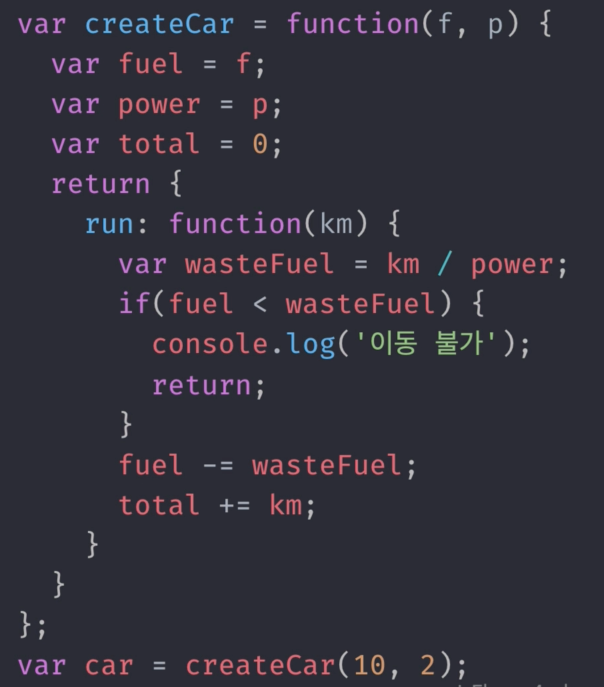 var createCar = function(f, p) {
  var fuel = f;
  var power = p;
  var total = 0;
  return {
    run: function(km) {
      var wasteFuel = km / power;
      if(fuel < wasteFuel) {
        console.log('이동 불가');
        return;
      }
      fuel -= wasteFuel;
      total += km;
    }
  }
};
var car = createCar(10, 2);